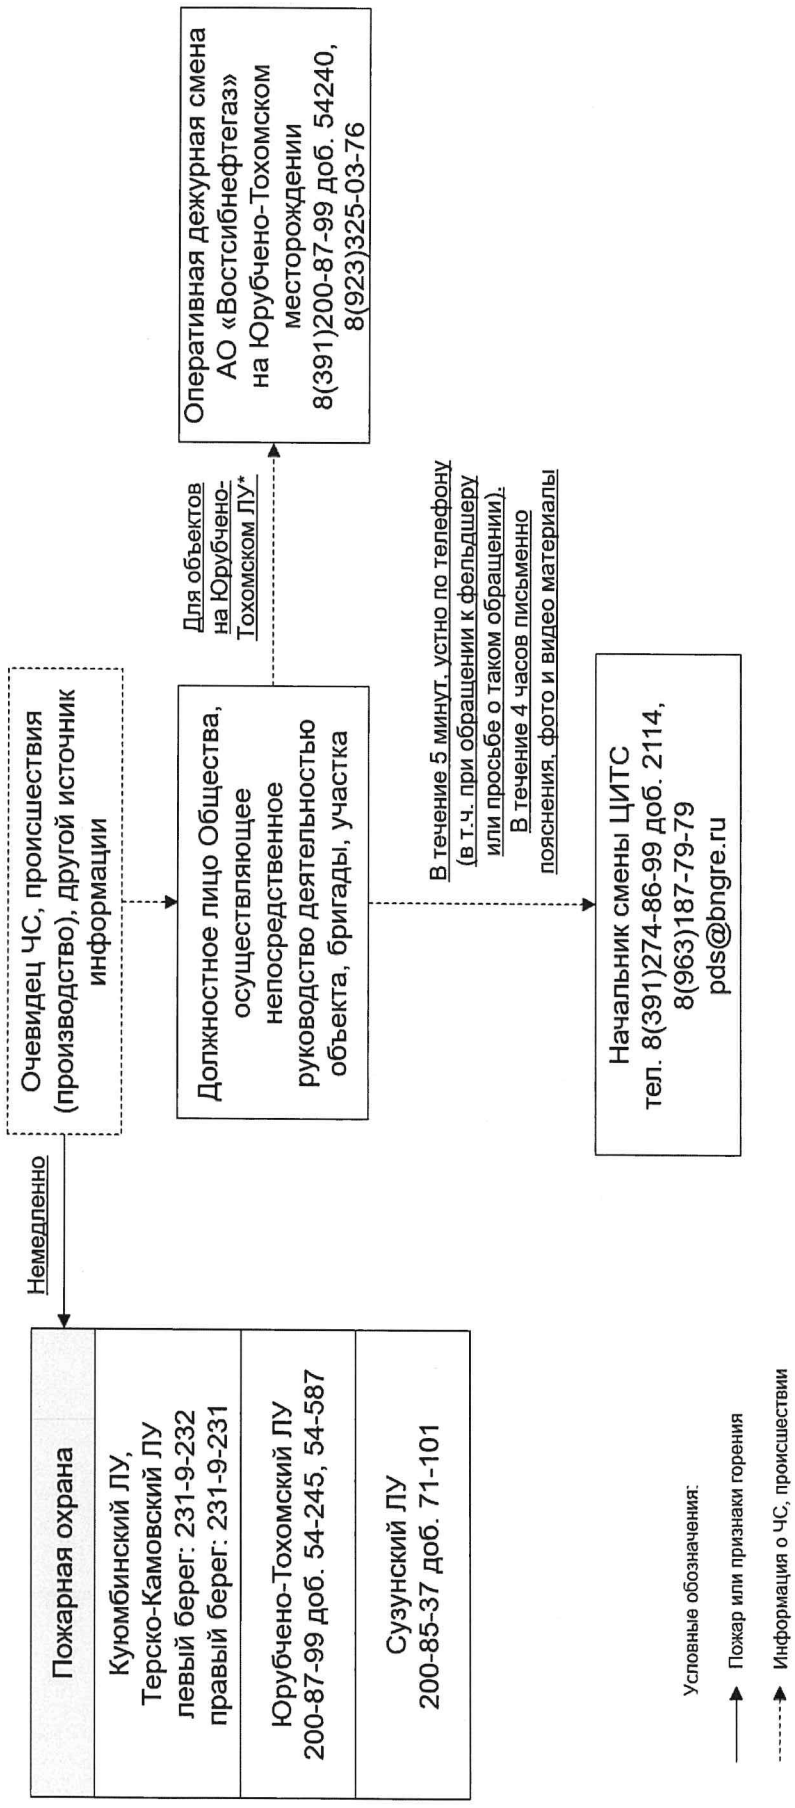 Пожарная охрана
Куюмбинский ЛУ,
Терско-Камовский ЛУ
левый берег: 231-9-232
правый берег: 231-9-231
Юрубчено-Тохомский ЛУ
200-87-99 доб. 54-245, 54-587
Сузунский ЛУ
200-85-37 доб. 71-101
Немедленно
Очевидец ЧС, происшествия
(производство), другой источник
информации
Должностное лицо Общества,
осуществляющее
непосредственное
руководство деятельностью
объекта, бригады, участка
Для объектов
на Юрубчено-
Тохомском ЛУ*
Оперативная дежурная смена
АО «Востсибнефтегаз»
на Юрубчено-Тохомском
месторождении
8(391)200-87-99 доб. 54240,
8(923)325-03-76
В течение 5 минут, устно по телефону
(в т.ч. при обращении к фельдшеру
или просьбе о таком обращении).
В течение 4 часов письменно
пояснения, фото и видео материалы
Начальник смены ЦИТС
тел. 8(391)274-86-99 доб. 2114,
8(963)187-79-79
pds@bngre.ru
Условные обозначения:
Пожар или признаки горения
Информация о ЧС, происшествии